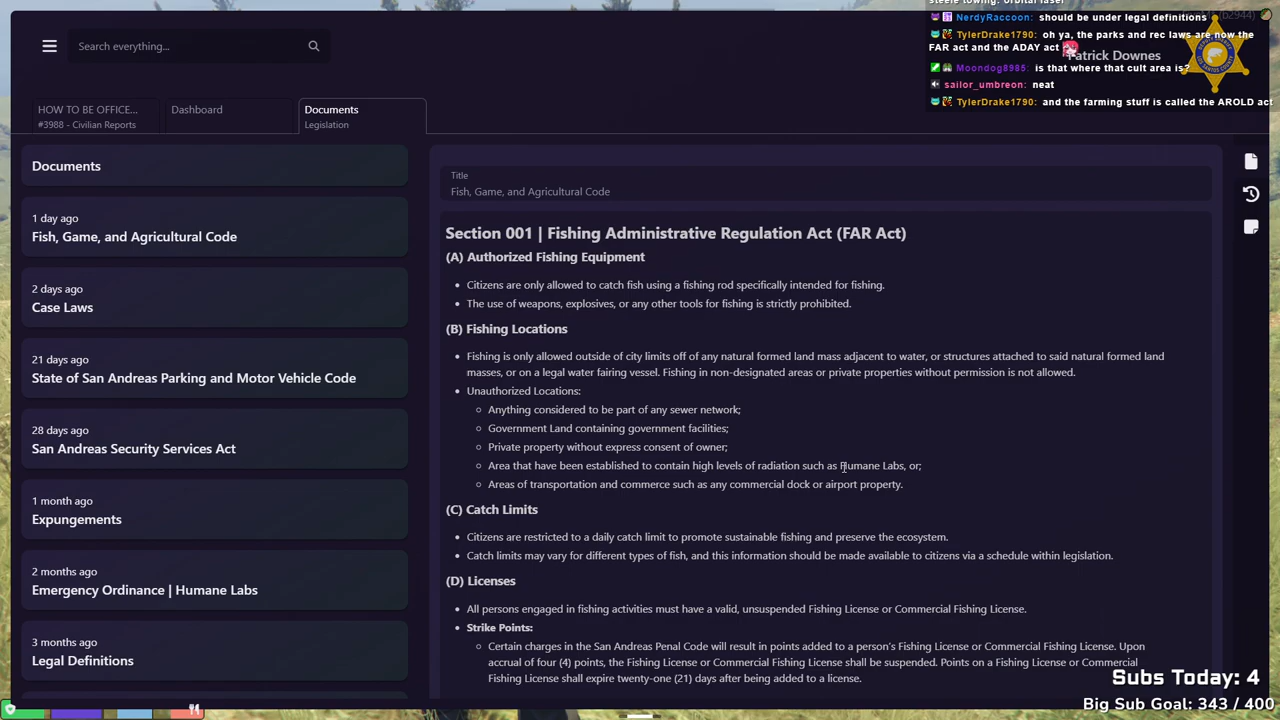 steele towing: orbital laser
NerdyRaccoon: should be under legal definitions
TylerDrake1790: oh ya, the parks and rec laws are now the
FAR act and the ADAY act
Patrick Downes
Moondog8985: is that where that cult area is?
sailor_umbreon: neat
TylerDrake1790: and the farming stuff is called the AROLD act
Search everything...
HOW TO BE OFFICE...
#3988 - Civilian Reports
Dashboard
Documents
Legislation
Documents
1 day ago
Fish, Game, and Agricultural Code
2 days ago
Case Laws
21 days ago
State of San Andreas Parking and Motor Vehicle Code
28 days ago
San Andreas Security Services Act
1 month ago
Expungements
2 months ago
Emergency Ordinance | Humane Labs
3 months ago
Legal Definitions
Title
Fish, Game, and Agricultural Code
Section 001 | Fishing Administrative Regulation Act (FAR Act)
(A) Authorized Fishing Equipment
• Citizens are only allowed to catch fish using a fishing rod specifically intended for fishing.
• The use of weapons, explosives, or any other tools for fishing is strictly prohibited.
(B) Fishing Locations
• Fishing is only allowed outside of city limits off of any natural formed land mass adjacent to water, or structures attached to said natural formed land
masses, or on a legal water fairing vessel. Fishing in non-designated areas or private properties without permission is not allowed.
• Unauthorized Locations:
Anything considered to be part of any sewer network;
Government Land containing government facilities;
Private property without express consent of owner;
Area that have been established to contain high levels of radiation such as Humane Labs, or;
Areas of transportation and commerce such as any commercial dock or airport property.
(C) Catch Limits
• Citizens are restricted to a daily catch limit to promote sustainable fishing and preserve the ecosystem.
• Catch limits may vary for different types of fish, and this information should be made available to citizens via a schedule within legislation.
(D) Licenses
• All persons engaged in fishing activities must have a valid, unsuspended Fishing License or Commercial Fishing License.
• Strike Points:
Certain charges in the San Andreas Penal Code will result in points added to a person's Fishing License or Commercial Fishing License. Upon
accrual of four (4) points, the Fishing License or Commercial Fishing License shall be suspended. Points on a Fishing License or Commercial
Fishing License shall expire twenty-one (21) days after being added to a license.
Subs Today: 4
Big Sub Goal: 343 / 400